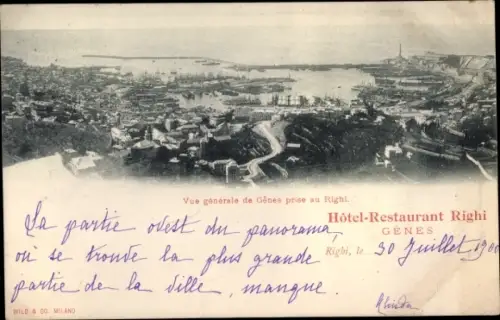 Vue générale de Gênes prise au Righi.
Hôtel-Restaurant Righi
GÊNES
Righi, le 30 Juillet 1900
La partie ouest du panorama,
où se trouve la plus grande
partie de la ville, manque.
BOLO & CO. MILANO